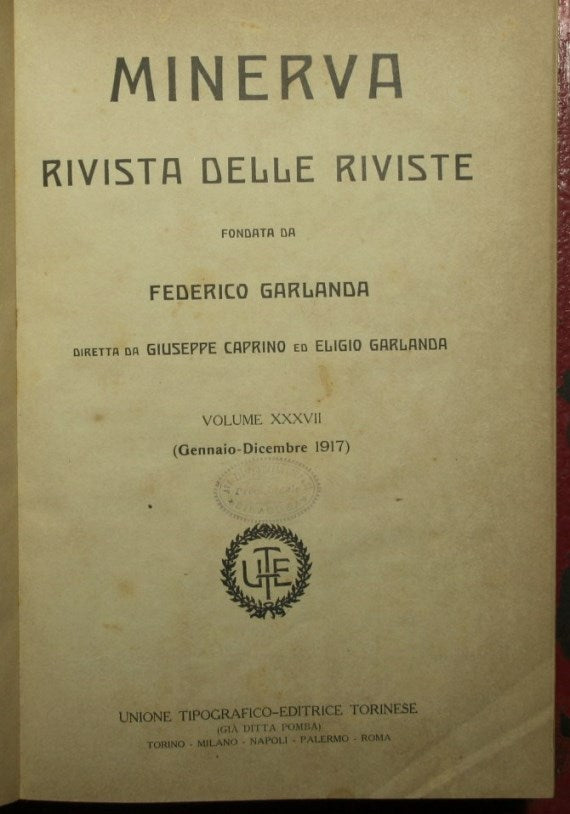 MINERVA
RIVISTA DELLE RIVISTE
FONDATA DA
FEDERICO GARLANDA
DIRETTA DA GIUSEPPE CAPRINO ED ELIGIO GARLANDA
VOLUME XXXVII
(Gennaio-Dicembre 1917)
UTET
UNIONE TIPOGRAFICO-EDITRICE TORINESE
(GIÀ DITTA POMBA)
TORINO - MILANO - NAPOLI - PALERMO - ROMA